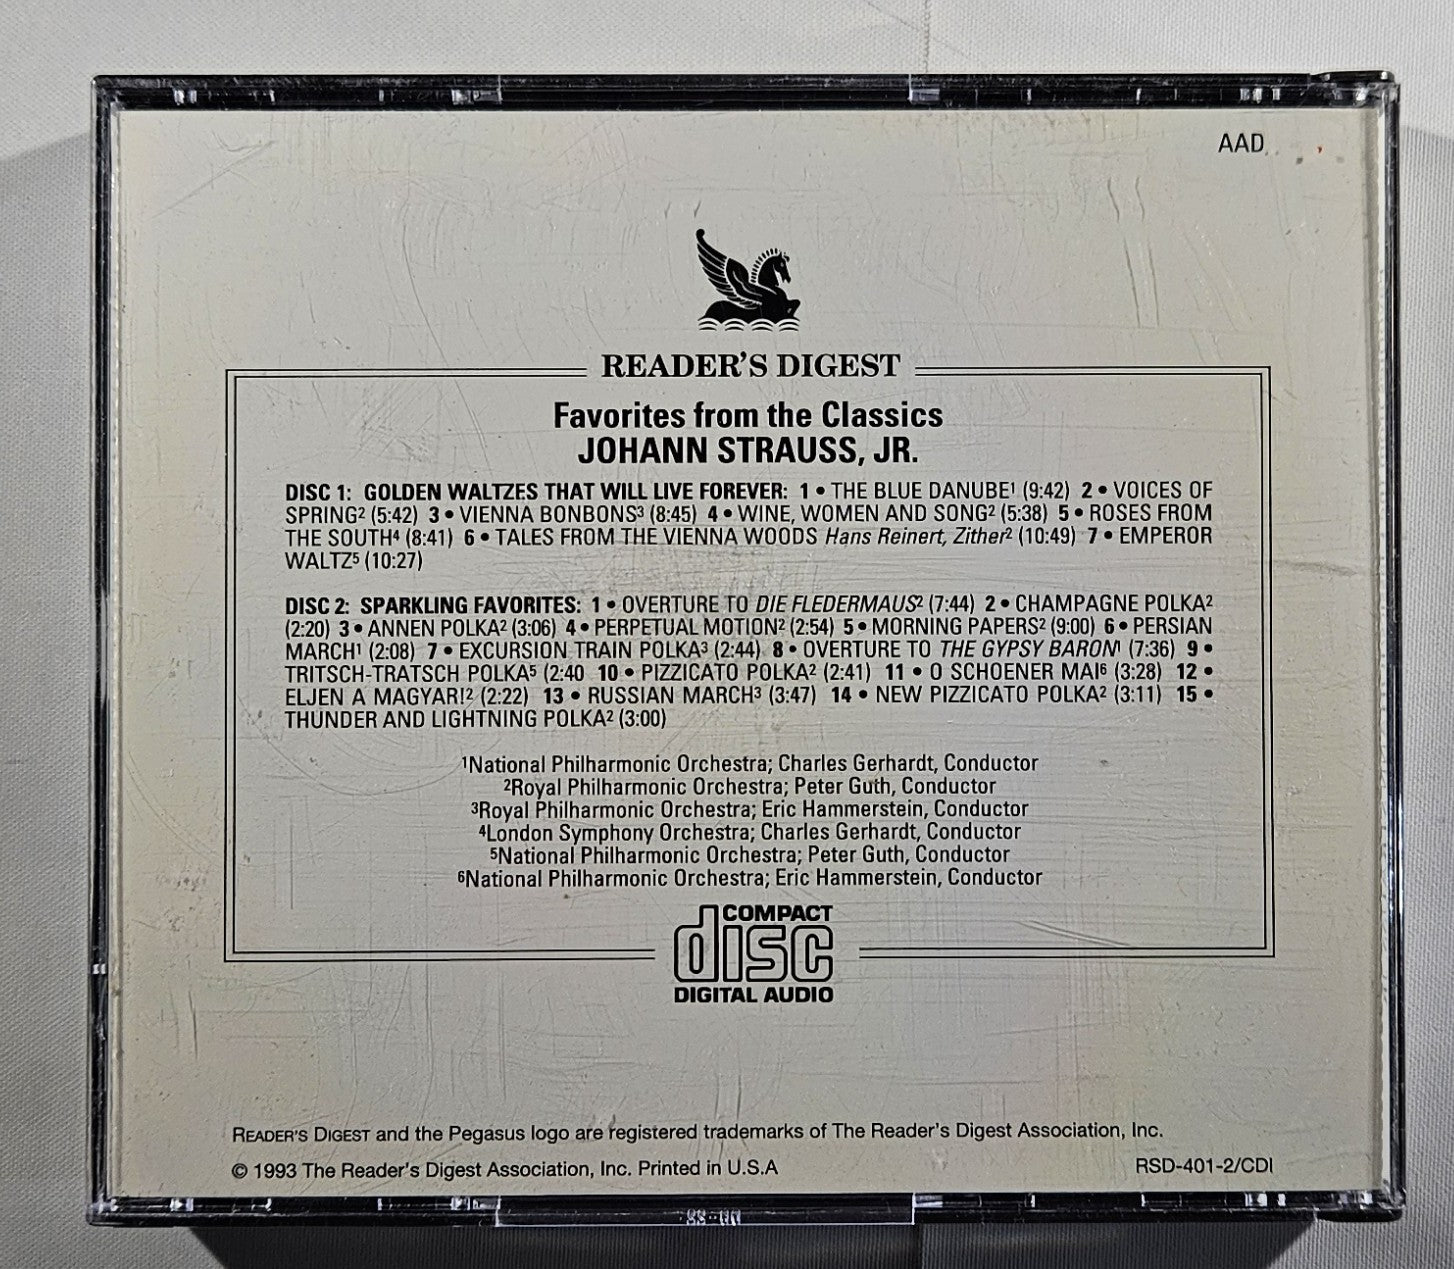 AAD
READER'S DIGEST
Favorites from the Classics
JOHANN STRAUSS, JR.
DISC 1: GOLDEN WALTZES THAT WILL LIVE FOREVER: 1 • THE BLUE DANUBE¹ (9:42) 2 • VOICES OF
SPRING² (5:42) 3 • VIENNA BONBONS³ (8:45) 4 • WINE, WOMEN AND SONG² (5:38) 5 • ROSES FROM
THE SOUTH⁴ (8:41) 6 • TALES FROM THE VIENNA WOODS Hans Reinert, Zither² (10:49) 7 • EMPEROR
WALTZ⁵ (10:27)
DISC 2: SPARKLING FAVORITES: 1 • OVERTURE TO DIE FLEDERMAUS² (7:44) 2 • CHAMPAGNE POLKA²
(2:20) 3 • ANNEN POLKA² (3:06) 4 • PERPETUAL MOTION² (2:54) 5 • MORNING PAPERS² (9:00) 6 • PERSIAN
MARCH¹ (2:08) 7 • EXCURSION TRAIN POLKA³ (2:44) 8 • OVERTURE TO THE GYPSY BARON¹ (7:36) 9 •
TRITSCH-TRATSCH POLKA⁵ (2:40 10 • PIZZICATO POLKA² (2:41) 11 • O SCHOENER MAI⁶ (3:28) 12 •
ELJEN A MAGYAR!² (2:22) 13 • RUSSIAN MARCH³ (3:47) 14 • NEW PIZZICATO POLKA² (3:11) 15 •
THUNDER AND LIGHTNING POLKA² (3:00)
¹National Philharmonic Orchestra; Charles Gerhardt, Conductor
²Royal Philharmonic Orchestra; Peter Guth, Conductor
³Royal Philharmonic Orchestra; Eric Hammerstein, Conductor
⁴London Symphony Orchestra; Charles Gerhardt, Conductor
⁵National Philharmonic Orchestra; Peter Guth, Conductor
⁶National Philharmonic Orchestra; Eric Hammerstein, Conductor
COMPACT
disc
DIGITAL AUDIO
READER'S DIGEST and the Pegasus logo are registered trademarks of The Reader's Digest Association, Inc.
© 1993 The Reader's Digest Association, Inc. Printed in U.S.A
RSD-401-2/CDI